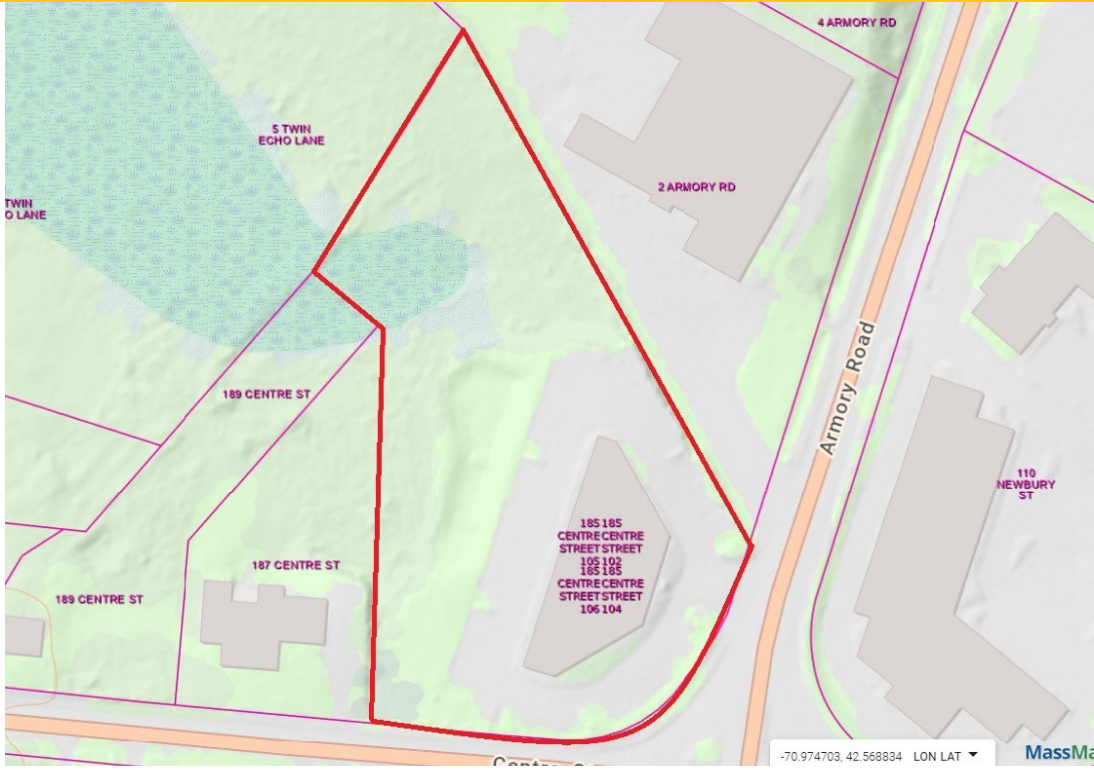 4 ARMORY RD
5 TWIN
ECHO LANE
2 ARMORY RD
TWIN
O LANE
Armory Road
189 CENTRE ST
110
NEWBURY
ST
185 185
CENTRE CENTRE
STREET STREET
105 102
185 185
CENTRE CENTRE
STREET STREET
106 104
187 CENTRE ST
189 CENTRE ST
-70.974703, 42.568834 LON LAT
MassMa